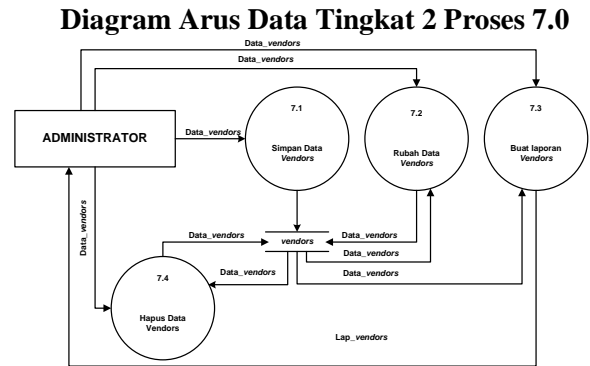 Diagram Arus Data Tingkat 2 Proses 7.0
Data_vendors
Data_vendors
7.1
7.2
7.3
ADMINISTRATOR
Data_vendors
Simpan Data
Vendors
Rubah Data
Vendors
Buat laporan
Vendors
Data_vendors
Data_vendors
vendors
Data_vendors
Data_vendors
Data_vendors
Data_vendors
7.4
Hapus Data
Vendors
Lap_vendors